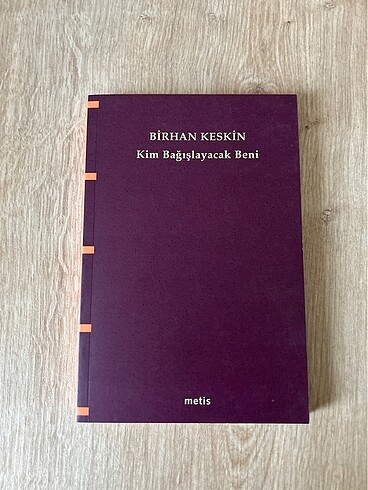 BİRHAN KESKİN
Kim Bağışlayacak Beni
metis